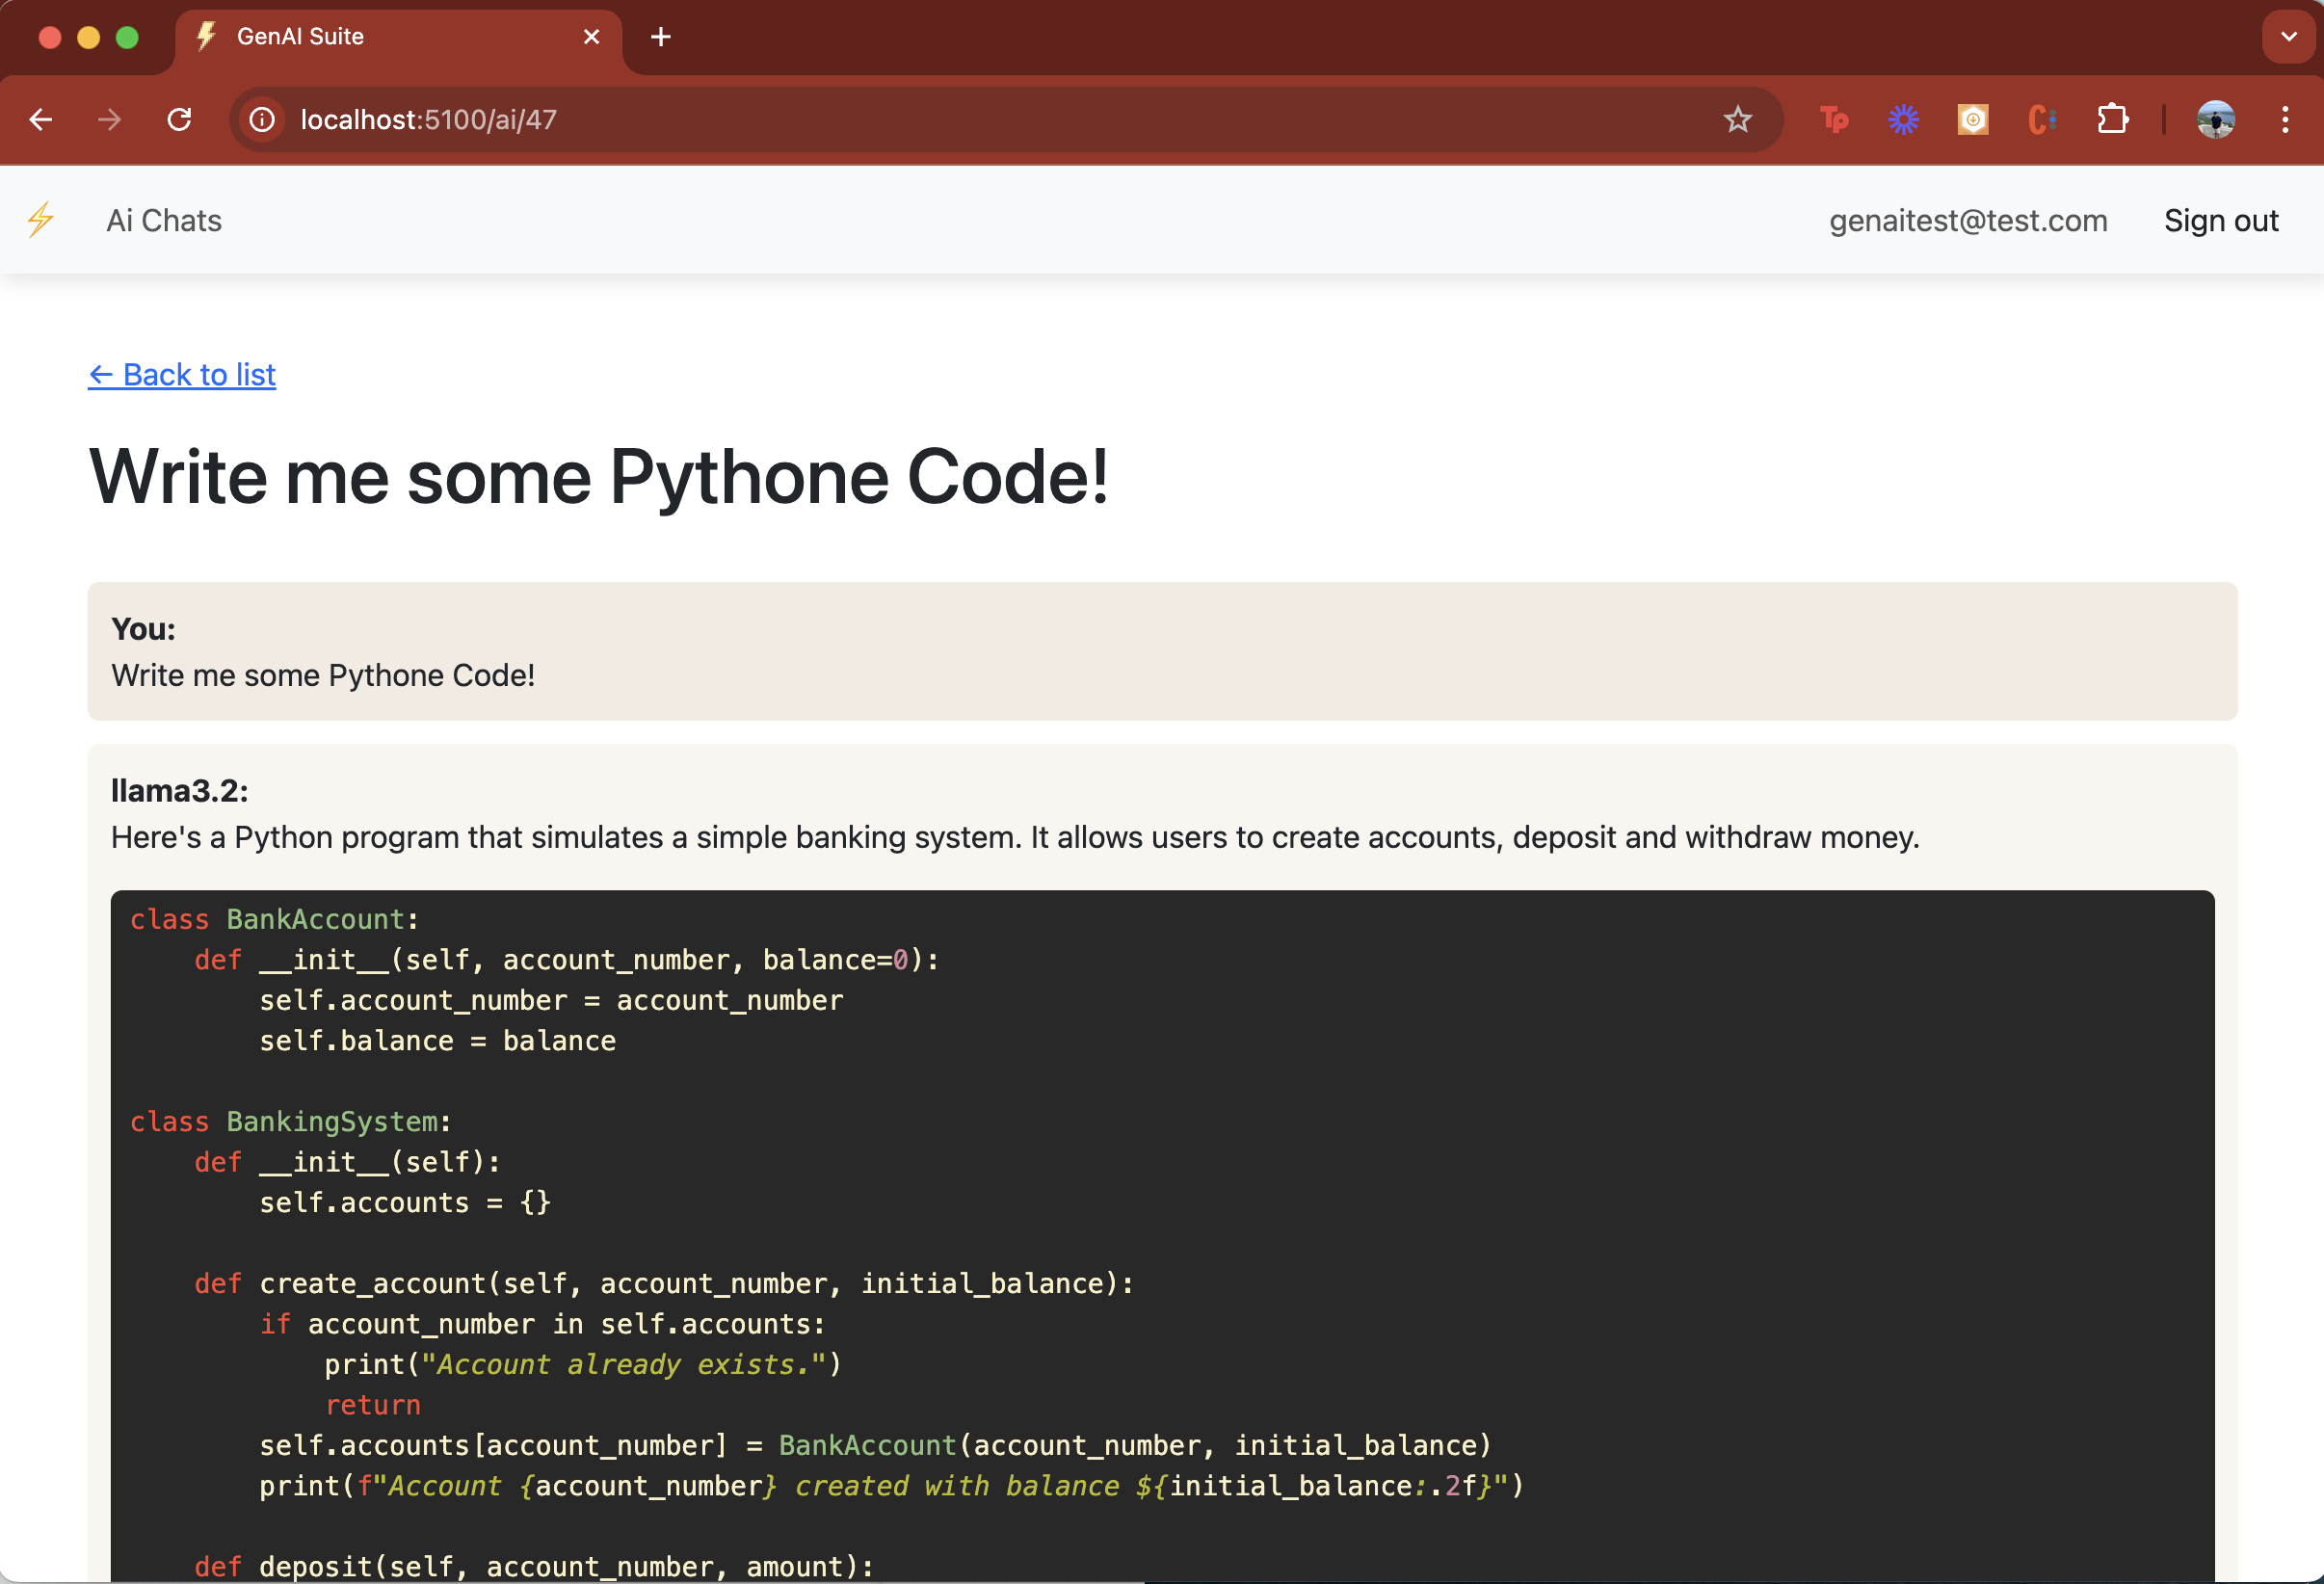 GenAI Suite
localhost:5100/ai/47
Ai Chats
genaitest@test.com
Sign out
← Back to list
Write me some Pythone Code!
You:
Write me some Pythone Code!
llama3.2:
Here's a Python program that simulates a simple banking system. It allows users to create accounts, deposit and withdraw money.
class BankAccount:
    def __init__(self, account_number, balance=0):
        self.account_number = account_number
        self.balance = balance
class BankingSystem:
    def __init__(self):
        self.accounts = {}
    def create_account(self, account_number, initial_balance):
        if account_number in self.accounts:
            print("Account already exists.")
            return
        self.accounts[account_number] = BankAccount(account_number, initial_balance)
        print(f"Account {account_number} created with balance ${initial_balance:.2f}")
    def deposit(self, account_number, amount):